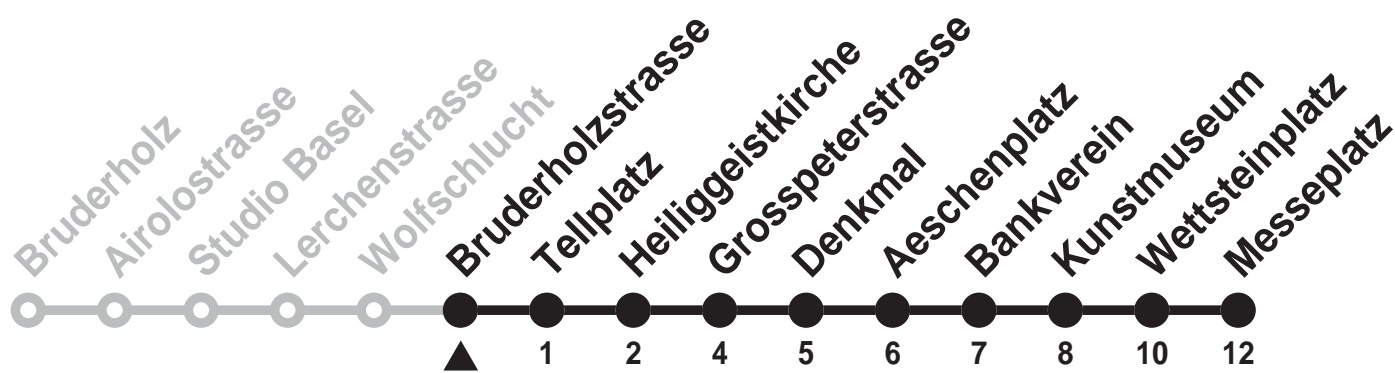 Bruderholz
Airolostrasse
Studio Basel
Lerchenstrasse
Wolfschlucht
Bruderholzstrasse
Tellplatz
Heiliggeistkirche
Grosspeterstrasse
Denkmal
Aeschenplatz
Bankverein
Kunstmuseum
Wettsteinplatz
Messeplatz
1 2 4 5 6 7 8 10 12